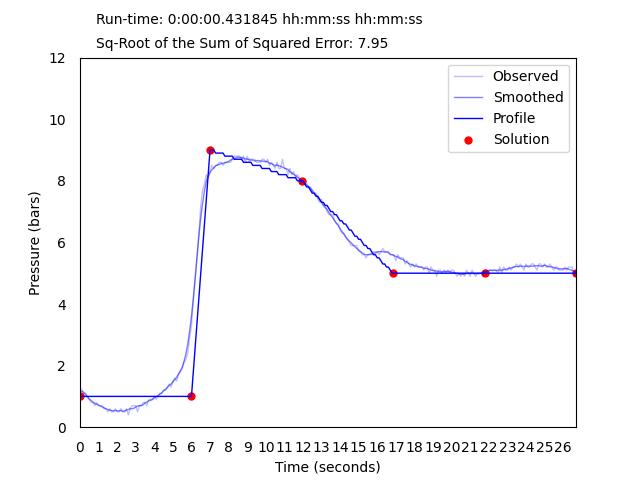 Run-time: 0:00:00.431845 hh:mm:ss hh:mm:ss
Sq-Root of the Sum of Squared Error: 7.95
12
10
8
6
4
2
0
Pressure (bars)
Observed
Smoothed
Profile
Solution
0 1 2 3 4 5 6 7 8 9 10 11 12 13 14 15 16 17 18 19 20 21 22 23 24 25 26
Time (seconds)